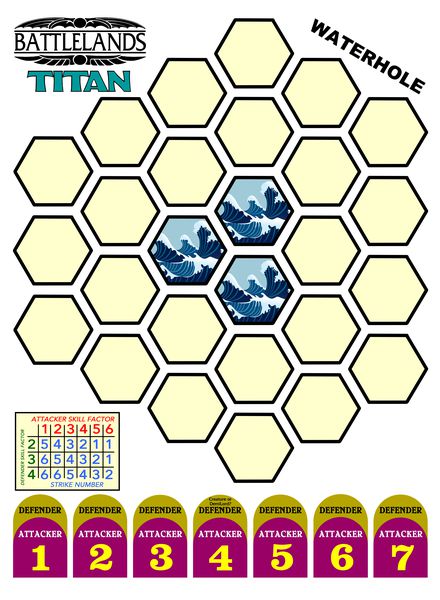 BATTLELANDS
TITAN
WATERHOLE
ATTACKER SKILL FACTOR
1 2 3 4 5 6
DEFENDER SKILL FACTOR
2 5 4 3 2 1 1
3 6 5 4 3 2 1
4 6 6 5 4 3 2
STRIKE NUMBER
DEFENDER
ATTACKER
1
DEFENDER
ATTACKER
2
DEFENDER
ATTACKER
3
Creature or
DemiLord?
DEFENDER
ATTACKER
4
DEFENDER
ATTACKER
5
DEFENDER
ATTACKER
6
DEFENDER
ATTACKER
7